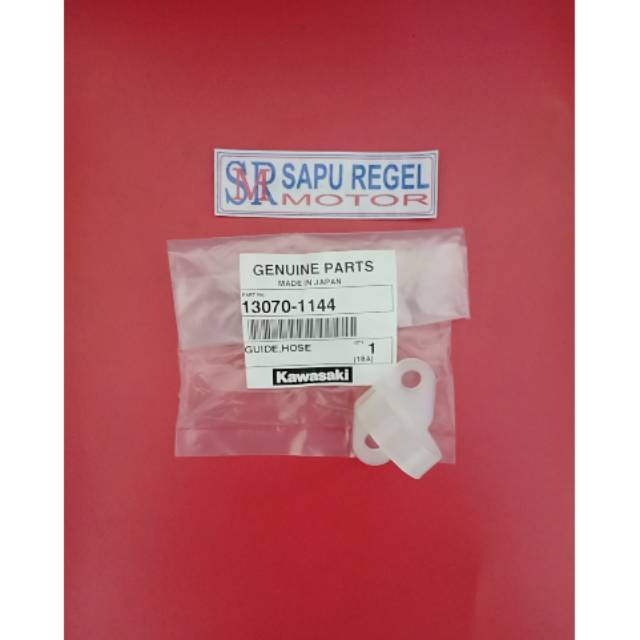 SMR SAPU REGEL
MOTOR
GENUINE PARTS
MADE IN JAPAN
PART No.
13070-1144
GUIDE,HOSE
QTY 1
[18A]
Kawasaki